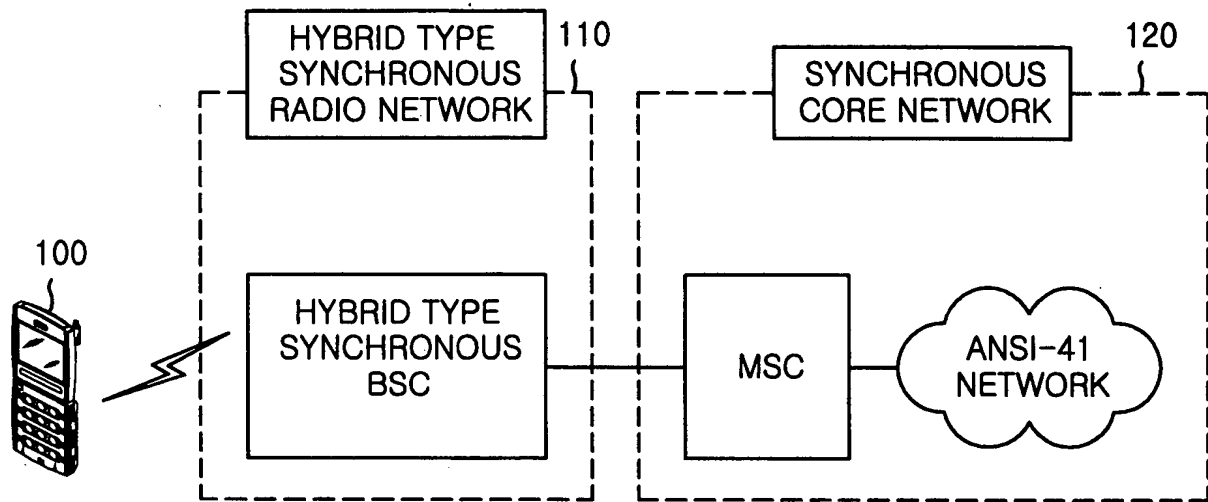 HYBRID TYPE
SYNCHRONOUS
RADIO NETWORK
110
SYNCHRONOUS
CORE NETWORK
120
100
HYBRID TYPE
SYNCHRONOUS
BSC
MSC
ANSI-41
NETWORK